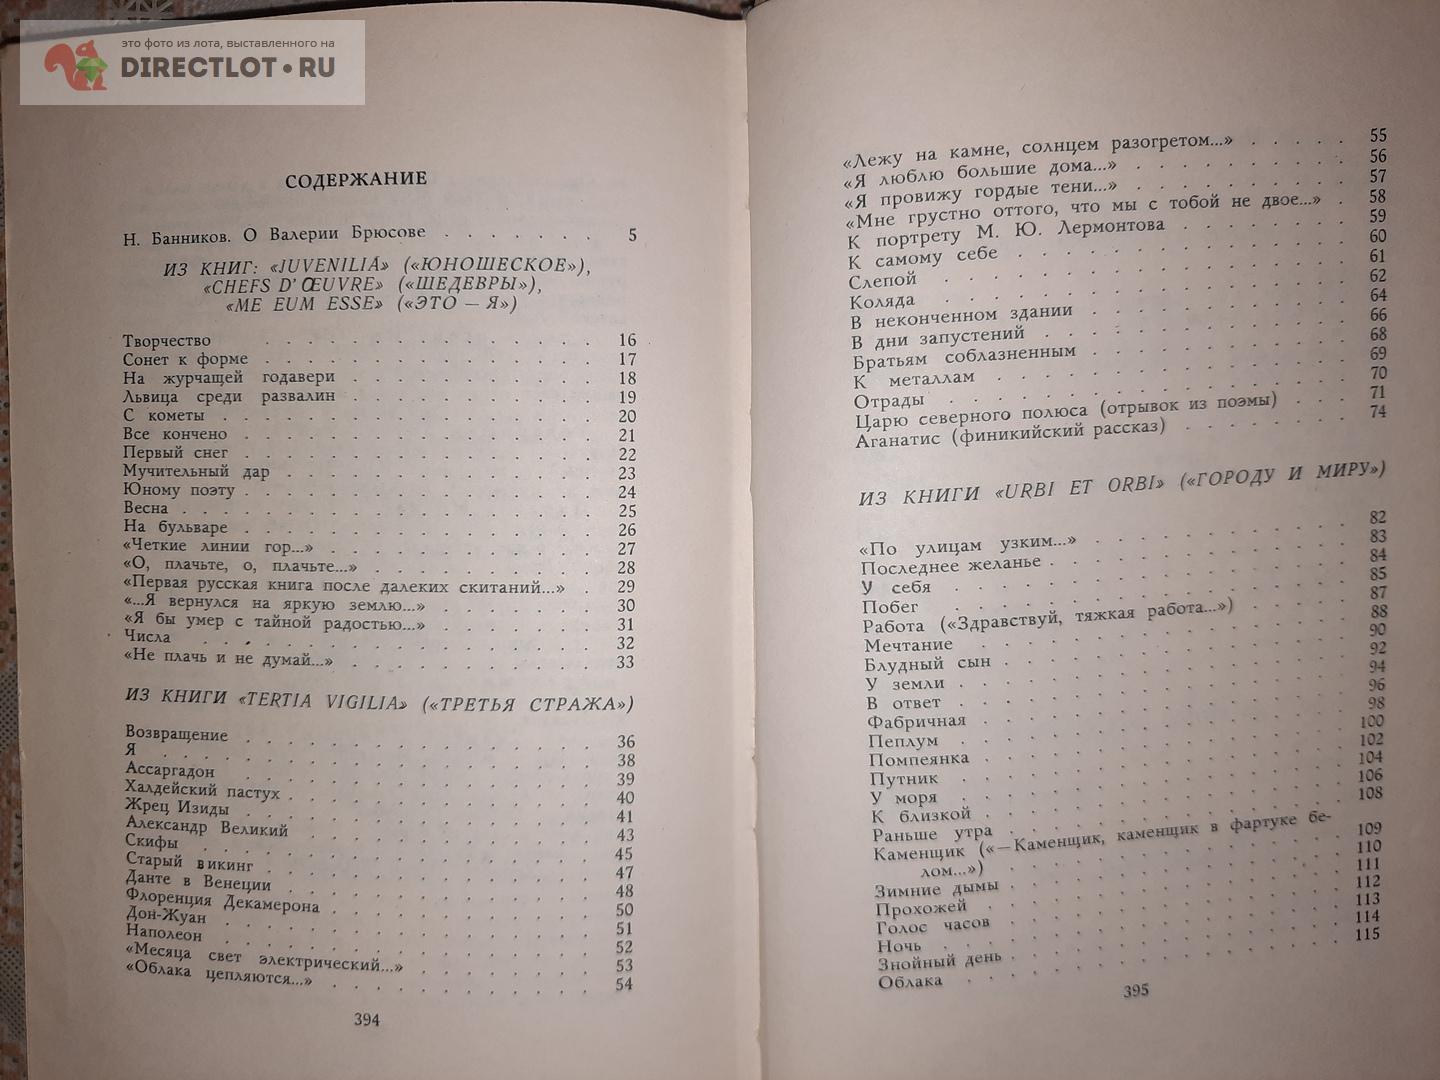 это фото из лота, выставленного на
DIRECTLOT.RU
СОДЕРЖАНИЕ
Н. Банников. О Валерии Брюсове . . . . . . . 5
ИЗ КНИГ: «JUVENILIA» («ЮНОШЕСКОЕ»),
«CHEFS D'ŒUVRE» («ШЕДЕВРЫ»),
«ME EUM ESSE» («ЭТО — Я»)
Творчество 16
Сонет к форме 17
На журчащей годавери 18
Львица среди развалин 19
С кометы 20
Все кончено 21
Первый снег 22
Мучительный дар 23
Юному поэту 24
Весна 25
На бульваре 26
«Четкие линии гор...» 27
«О, плачьте, о, плачьте...» 28
«Первая русская книга после далеких скитаний...» 29
«...Я вернулся на яркую землю...» 30
«Я бы умер с тайной радостью...» 31
Числа 32
«Не плачь и не думай...» 33
ИЗ КНИГИ «TERTIA VIGILIA» («ТРЕТЬЯ СТРАЖА»)
Возвращение 36
Я 38
Ассаргадон 39
Халдейский пастух 40
Жрец Изиды 41
Александр Великий 43
Скифы 45
Старый викинг 47
Данте в Венеции 48
Флоренция Декамерона 50
Дон-Жуан 51
Наполеон 52
«Месяца свет электрический...» 53
«Облака цепляются...» 54
394
«Лежу на камне, солнцем разогретом...» 55
«Я люблю большие дома...» 56
«Я провижу гордые тени...» 57
«Мне грустно оттого, что мы с тобой не двое...» 58
К портрету М. Ю. Лермонтова 59
К самому себе 60
Слепой 61
Коляда 62
В неконченном здании 64
В дни запустений 66
Братьям соблазненным 68
К металлам 69
Отрады 70
Царю северного полюса (отрывок из поэмы) 71
Аганатис (финикийский рассказ) 74
ИЗ КНИГИ «URBI ET ORBI» («ГОРОДУ И МИРУ»)
«По улицам узким...» 82
Последнее желанье 83
У себя 84
Побег 85
Работа («Здравствуй, тяжкая работа...») 87
Мечтание 88
Блудный сын 90
У земли 92
В ответ 94
Фабричная 96
Пеплум 98
Помпеянка 100
Путник 102
У моря 104
К близкой 106
Раньше утра 108
Каменщик («—Каменщик, каменщик в фартуке бе-
лом...») 109
Зимние дымы 110
Прохожей 111
Голос часов 112
Ночь 113
Знойный день 114
Облака 115
395